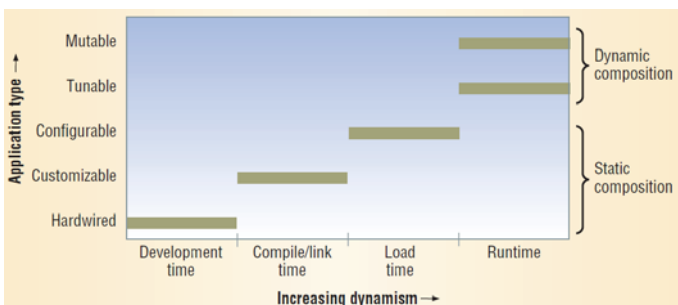 Application type →
Mutable
Tunable
Configurable
Customizable
Hardwired
Dynamic
composition
Static
composition
Development
time
Compile/link
time
Load
time
Runtime
Increasing dynamism →